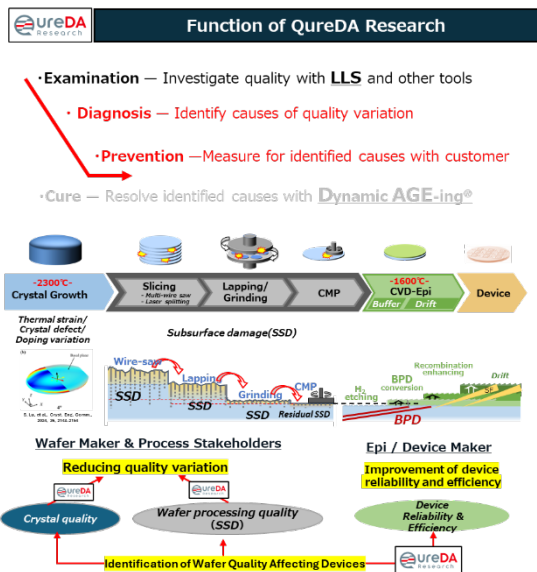 QureDA
Research
Function of QureDA Research
・Examination — Investigate quality with LLS and other tools
・Diagnosis — Identify causes of quality variation
・Prevention —Measure for identified causes with customer
・Cure — Resolve identified causes with Dynamic AGE-ing®
-2300℃-
Crystal Growth
Slicing
- Multi-wire saw
- Laser splitting
Lapping/
Grinding
CMP
-1600℃-
CVD-Epi
Buffer / Drift
Device
Thermal strain/
Crystal defect/
Doping variation
Subsurface damage(SSD)
(b)
Wire-saw
SSD
Lapping
SSD
Grinding
SSD
CMP
Residual SSD
H₂
etching
BPD
conversion
BPD
Recombination
enhancing
Drift
SF
Wafer Maker & Process Stakeholders
Reducing quality variation
QureDA
Research
QureDA
Research
Crystal quality
Wafer processing quality
(SSD)
Epi / Device Maker
Improvement of device
reliability and efficiency
QureDA
Research
Device
Reliability &
Efficiency
Identification of Wafer Quality Affecting Devices
QureDA
Research